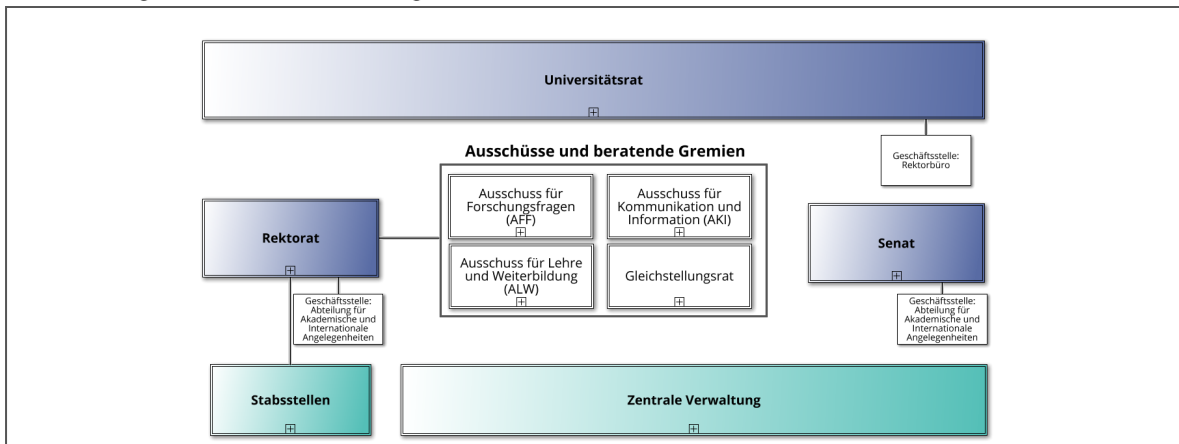 Universitätsrat
Geschäftsstelle:
Rektorbüro
Ausschüsse und beratende Gremien
Ausschuss für
Forschungsfragen
(AFF)
Ausschuss für
Kommunikation und
Information (AKI)
Rektorat
Senat
Ausschuss für Lehre
und Weiterbildung
(ALW)
Gleichstellungsrat
Geschäftsstelle:
Abteilung für
Akademische und
Internationale
Angelegenheiten
Geschäftsstelle:
Abteilung für
Akademische und
Internationale
Angelegenheiten
Stabsstellen
Zentrale Verwaltung